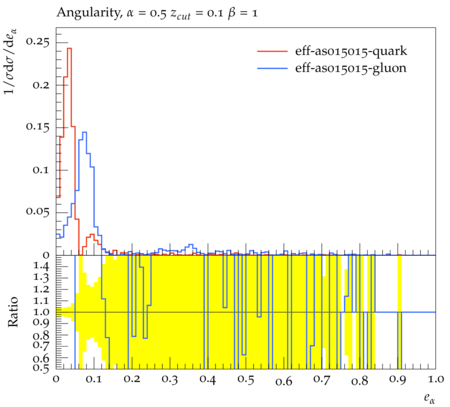 Angularity, α = 0.5 z_cut = 0.1 β = 1
1/σdσ/de_α
0.25
0.2
0.15
0.1
0.05
0
eff-as015015-quark
eff-as015015-gluon
Ratio
1.4
1.3
1.2
1.1
1.0
0.9
0.8
0.7
0.6
0.5
0 0.1 0.2 0.3 0.4 0.5 0.6 0.7 0.8 0.9 1.0
e_α